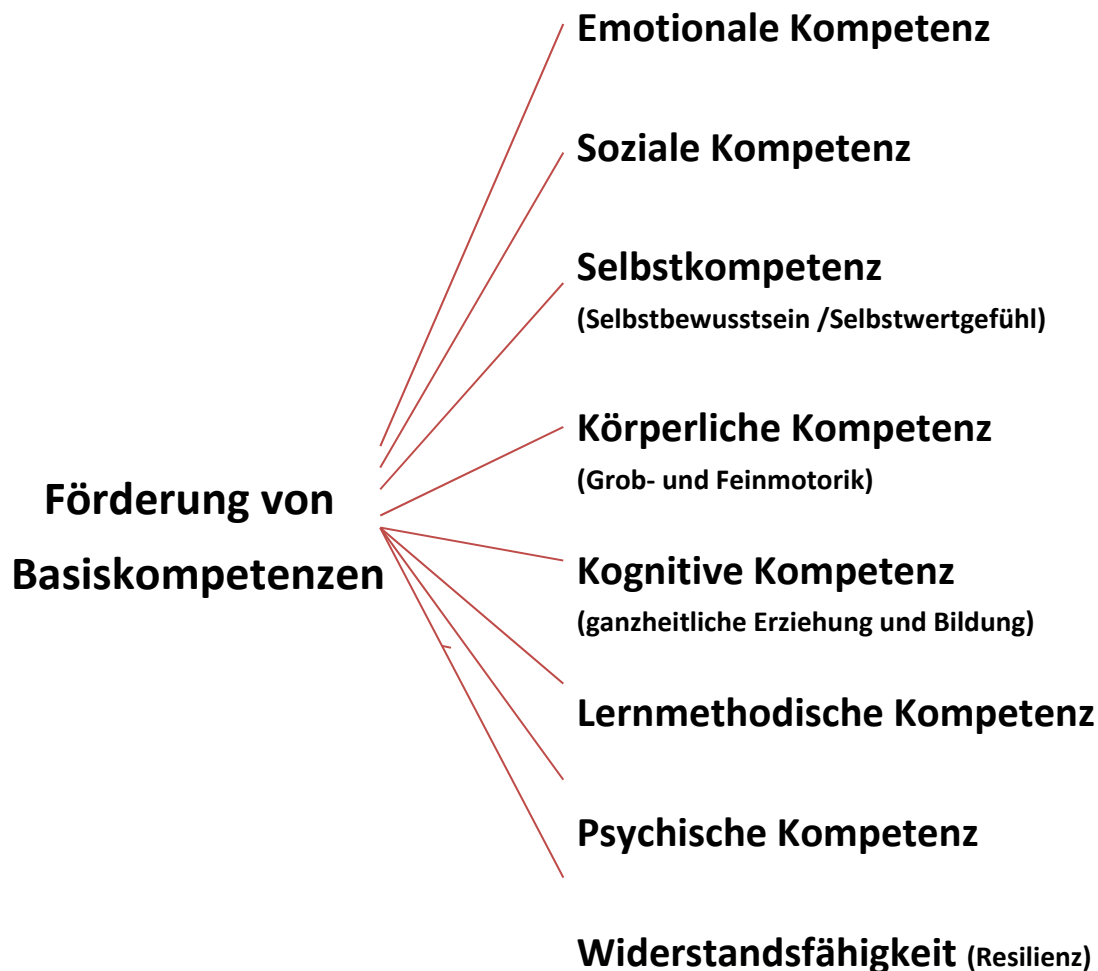 Emotionale Kompetenz
Soziale Kompetenz
Selbstkompetenz
(Selbstbewusstsein /Selbstwertgefühl)
Körperliche Kompetenz
(Grob- und Feinmotorik)
Förderung von
Basiskompetenzen
Kognitive Kompetenz
(ganzheitliche Erziehung und Bildung)
Lernmethodische Kompetenz
Psychische Kompetenz
Widerstandsfähigkeit (Resilienz)